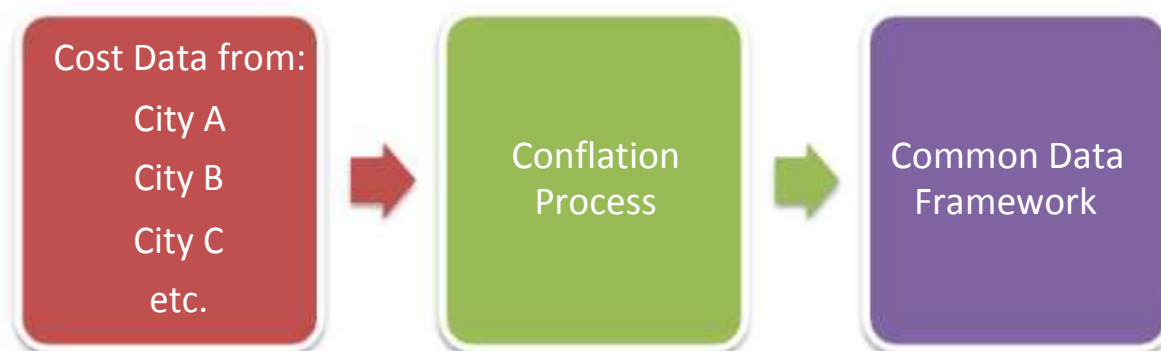 Cost Data from:
City A
City B
City C
etc.
Conflation
Process
Common Data
Framework